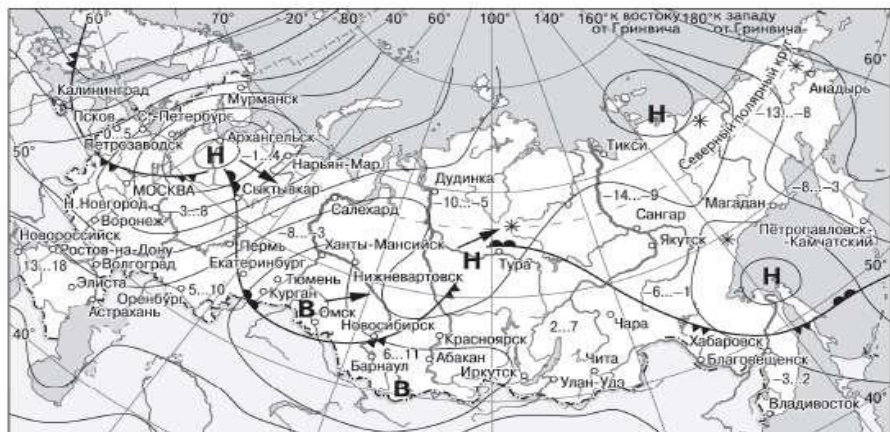 60° 70° 20° 80° 40° 60° 100° 140° 160° к востоку от Гринвича 180° к западу от Гринвича
60°
Калининград
Мурманск
Анадырь
Псков
С.-Петербург
0...5
Н
-13...-8
Северный полярный круг
Петрозаводск
Архангельск
Н
-1...4
Нарьян-Мар
Тикси
50°
МОСКВА
Сыктывкар
Дудинка
-14...-9
-8...-3
Н.Новгород
3...8
Салехард
-10...-5
Магадан
Воронеж
-8...-3
Сангар
Петропавловск-Камчатский
Новороссийск
Пермь
Ханты-Мансийск
Якутск
Ростов-на-Дону
Екатеринбург
Н
Тура
13...18
Волгоград
Нижневартовск
Н
50°
Элиста
5...10
Тюмень
-6...-1
Оренбург
Курган
В
Астрахань
Омск
2...7
Чара
40°
Новосибирск
Красноярск
Хабаровск
6...11
Абакан
Чита
Благовещенск
Барнаул
Иркутск
В
Улан-Удэ
-3...2
40°
Владивосток